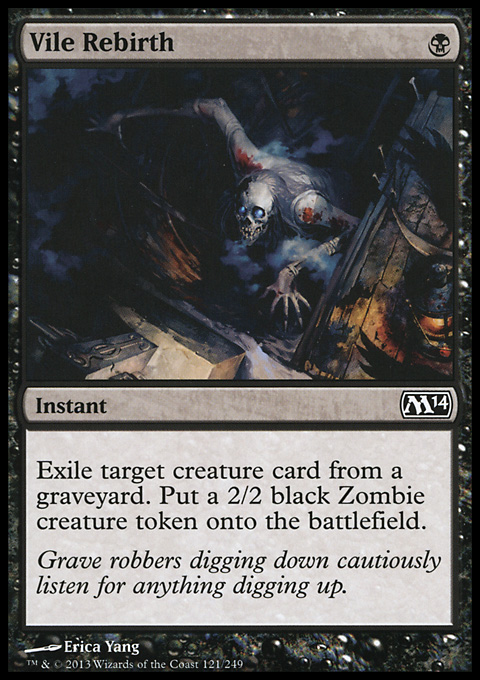 Vile Rebirth
Instant
M14
Exile target creature card from a
graveyard. Put a 2/2 black Zombie
creature token onto the battlefield.
Grave robbers digging down cautiously
listen for anything digging up.
Erica Yang
™ & © 2013 Wizards of the Coast 121/249